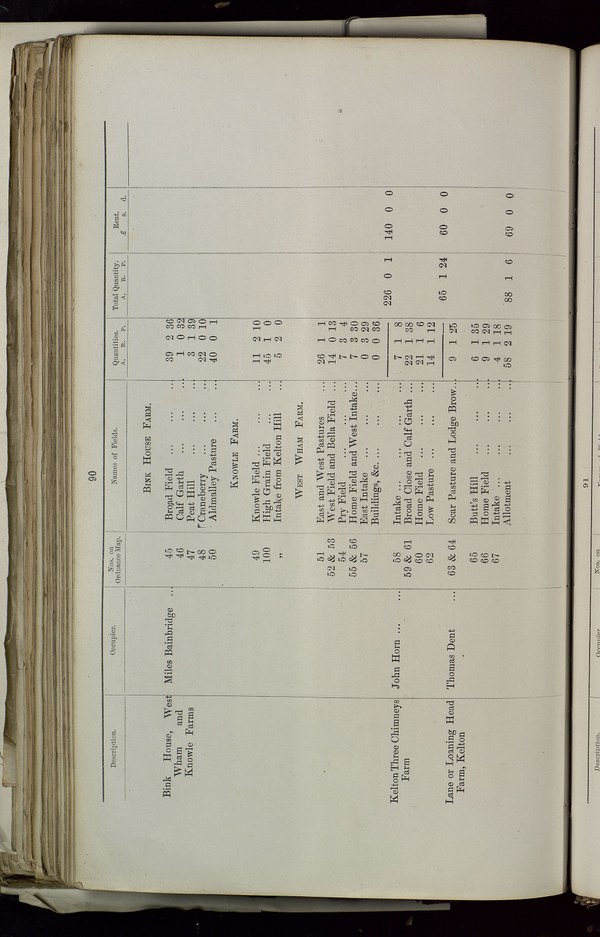 90
Description. Occupier. Nos. on Ordnance Map. Names of Fields. Quantities. Total Quantity. Rent.
A. R. P. A. R. P. £ s. d.
BINK HOUSE FARM.
Bink House, West Miles Bainbridge ... 45 Broad Field ... ... ... 39 2 36
Wham and 46 Calf Garth ... ... ... 1 0 32
Knowle Farms 47 Peat Hill ... ... ... 3 1 39
48 Craneberry ... ... ... 22 0 10
50 Aldmalley Pasture ... ... 40 0 1
KNOWLE FARM.
49 Knowle Field ... ... ... 11 2 10
100 High Grain Field ... ... 45 1 0
„ Intake from Kelton Hill ... 5 2 0
WEST WHAM FARM.
51 East and West Pastures ... 26 1 1
52 & 53 West Field and Bella Field ... 14 0 13
54 Pry Field ... ... ... 7 3 4
55 & 56 Home Field and West Intake... 7 3 30
57 East Intake ... ... ... 0 3 29
Buildings, &c. ... ... ... 0 0 36
226 0 1 140 0 0
Kelton Three Chimneys John Horn ... ... 58 Intake ... ... ... ... 7 1 8
Farm 59 & 61 Broad Close and Calf Garth ... 22 1 38
60 Home Field ... ... ... 21 1 6
62 Low Pasture ... ... ... 14 1 12
65 1 24 60 0 0
Lane or Loaning Head Thomas Dent ... 63 & 64 Scar Pasture and Lodge Brow... 9 1 25
Farm, Kelton
65 Butt's Hill ... ... ... 6 1 35
66 Home Field ... ... ... 9 1 29
67 Intake ... ... ... ... 4 1 18
Allotment ... ... ... 58 2 19
88 1 6 69 0 0
91
Description. Occupier. Nos. on